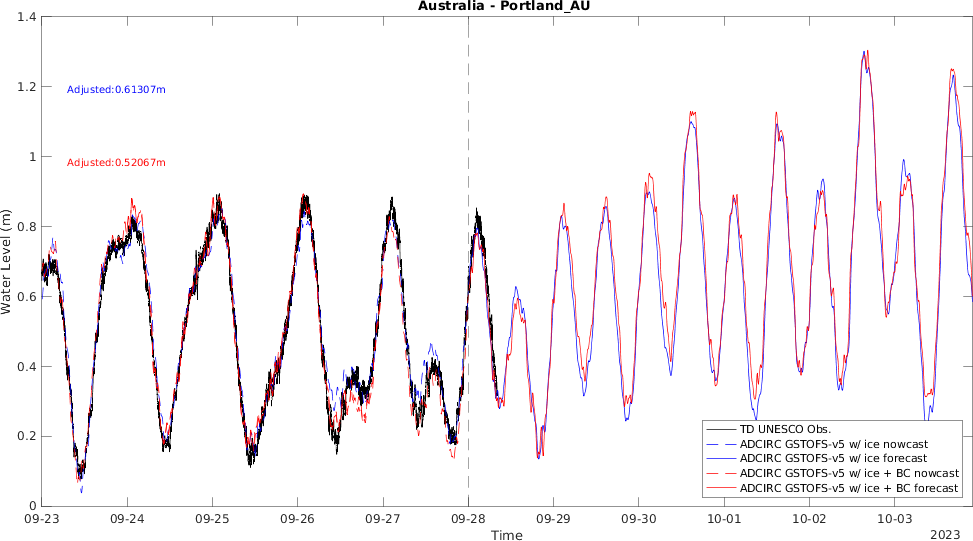 Australia - Portland_AU
1.4
1.2
1
0.8
0.6
0.4
0.2
0
Water Level (m)
Adjusted:0.61307m
Adjusted:0.52067m
TD UNESCO Obs.
ADCIRC GSTOFS-v5 w/ ice nowcast
ADCIRC GSTOFS-v5 w/ ice forecast
ADCIRC GSTOFS-v5 w/ ice + BC nowcast
ADCIRC GSTOFS-v5 w/ ice + BC forecast
09-23 09-24 09-25 09-26 09-27 09-28 09-29 09-30 10-01 10-02 10-03
Time
2023